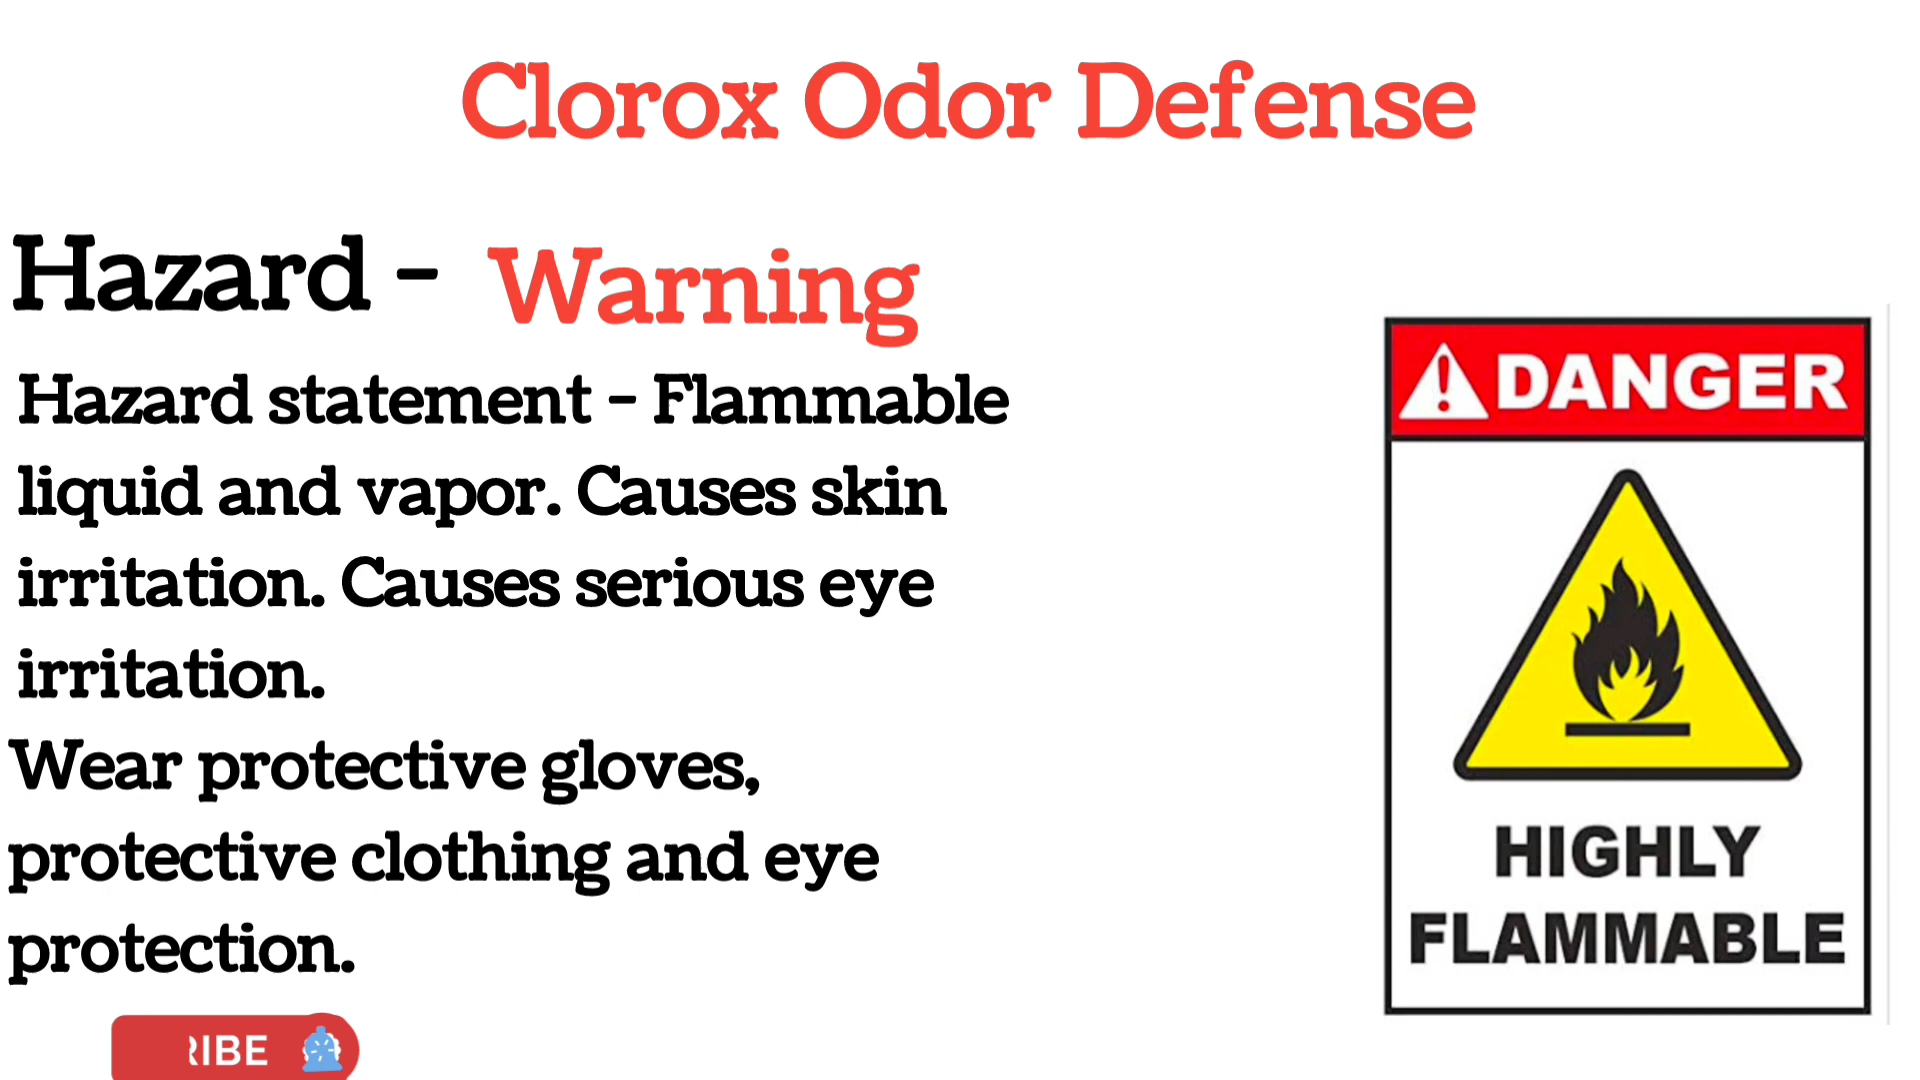 Clorox Odor Defense
Hazard - Warning
Hazard statement - Flammable
liquid and vapor. Causes skin
irritation. Causes serious eye
irritation.
Wear protective gloves,
protective clothing and eye
protection.
DANGER
HIGHLY
FLAMMABLE